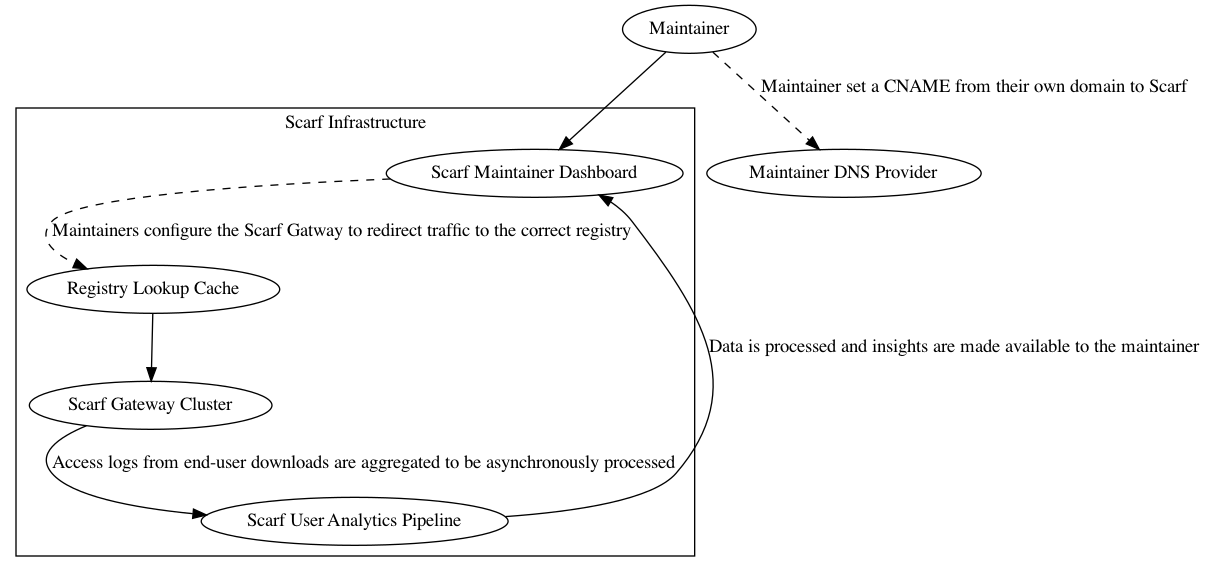 Maintainer
Maintainer set a CNAME from their own domain to Scarf
Scarf Infrastructure
Scarf Maintainer Dashboard
Maintainer DNS Provider
Maintainers configure the Scarf Gatway to redirect traffic to the correct registry
Registry Lookup Cache
Data is processed and insights are made available to the maintainer
Scarf Gateway Cluster
Access logs from end-user downloads are aggregated to be asynchronously processed
Scarf User Analytics Pipeline